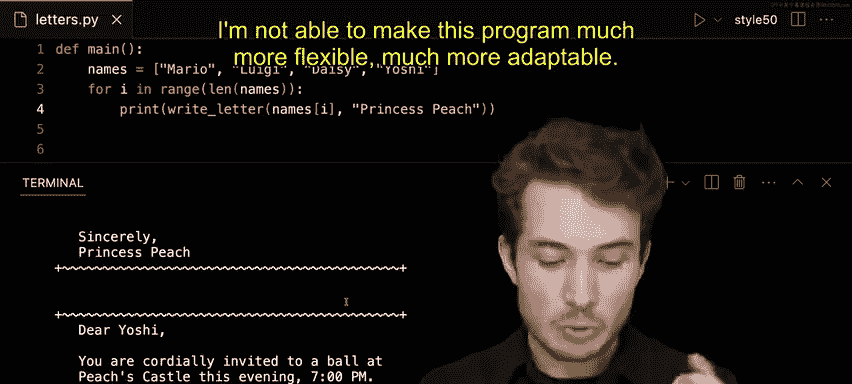 letters.py
style50
I'm not able to make this program much
more flexible, much more adaptable.
1 def main():
2 names = ["Mario", "Luigi", "Daisy", "Yoshi"]
3 for i in range(len(names)):
4 print(write_letter(names[i], "Princess Peach"))
5
6
TERMINAL
Sincerely,
Princess Peach
+~~~~~~~~~~~~~~~~~~~~~~~~~~~~~~~~~~~~~~~~~~+
+~~~~~~~~~~~~~~~~~~~~~~~~~~~~~~~~~~~~~~~~~~+
Dear Yoshi,
You are cordially invited to a ball at
Peach's Castle this evening, 7:00 PM.